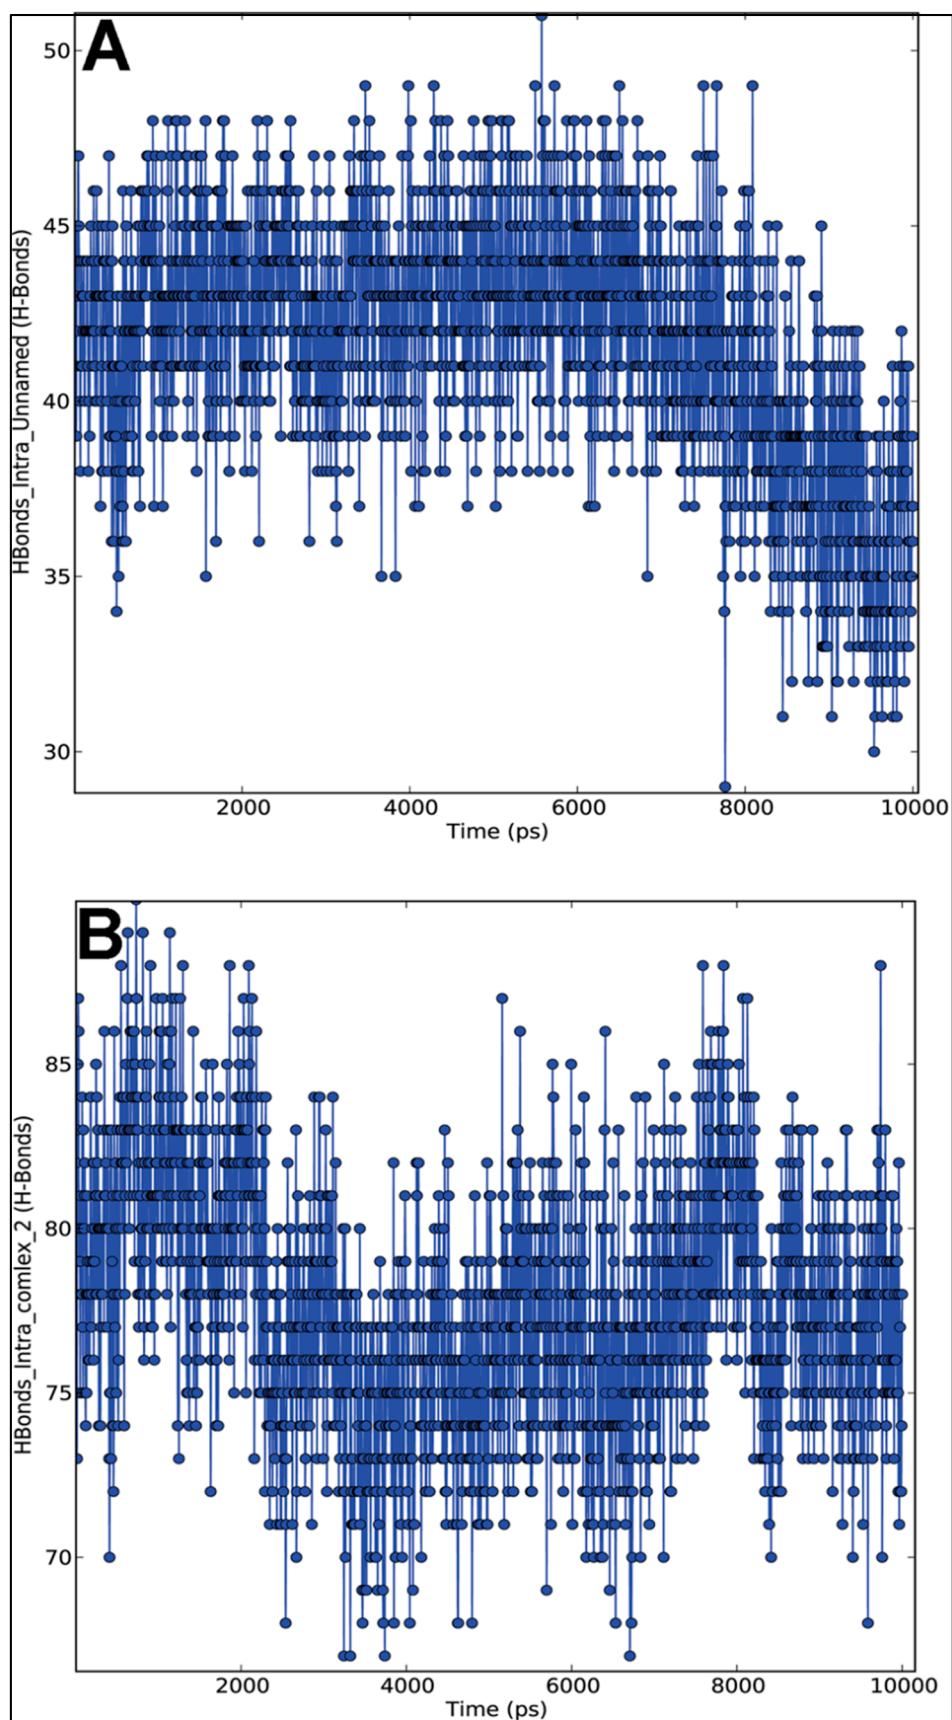 A
50
45
40
35
30
HBonds_Intra_Unnamed (H-Bonds)
2000 4000 6000 8000 10000
Time (ps)
B
85
80
75
70
HBonds_Intra_comlex_2 (H-Bonds)
2000 4000 6000 8000 10000
Time (ps)